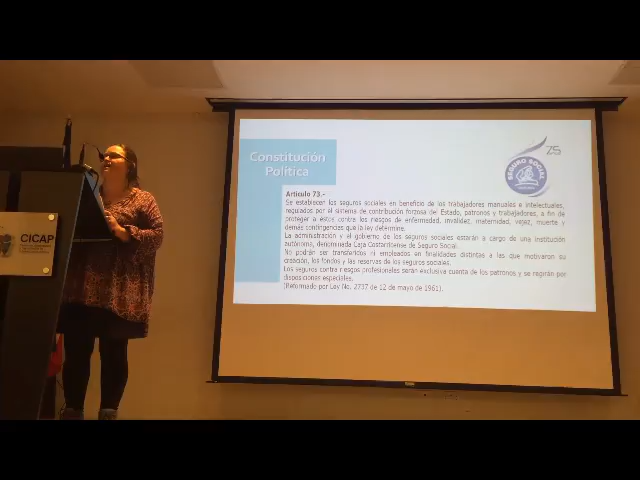 Constitución
Política
75
SEGURO SOCIAL
Artículo 73.-
Se establecen los seguros sociales en beneficio de los trabajadores manuales e intelectuales,
regulados por el sistema de contribución forzosa del Estado, patronos y trabajadores, a fin de
proteger a éstos contra los riesgos de enfermedad, invalidez, maternidad, vejez, muerte y
demás contingencias que la ley determine.
La administración y el gobierno de los seguros sociales estarán a cargo de una institución
autónoma, denominada Caja Costarricense de Seguro Social.
No podrán ser transferidos ni empleados en finalidades distintas a las que motivaron su
creación, los fondos y las reservas de los seguros sociales.
Los seguros contra riesgos profesionales serán exclusiva cuenta de los patronos y se regirán por
disposiciones especiales.
(Reformado por Ley No. 2737 de 12 de mayo de 1961).
CICAP